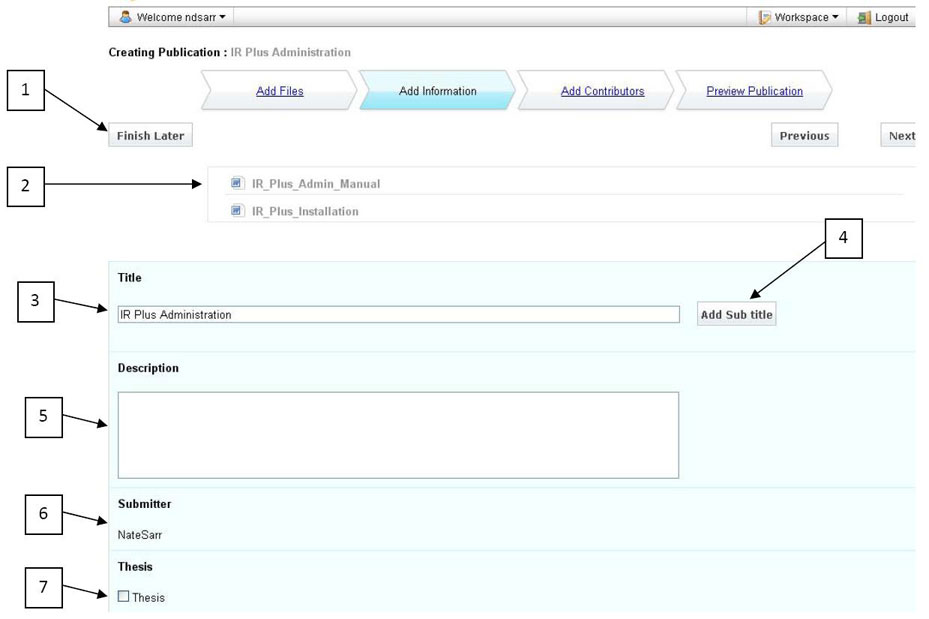 Welcome ndsarr Workspace Logout
Creating Publication : IR Plus Administration
1
Add Files Add Information Add Contributors Preview Publication
Finish Later Previous Next
2
IR_Plus_Admin_Manual
IR_Plus_Installation
4
Title
3
IR Plus Administration Add Sub title
Description
5
Submitter
6
NateSarr
Thesis
7
Thesis